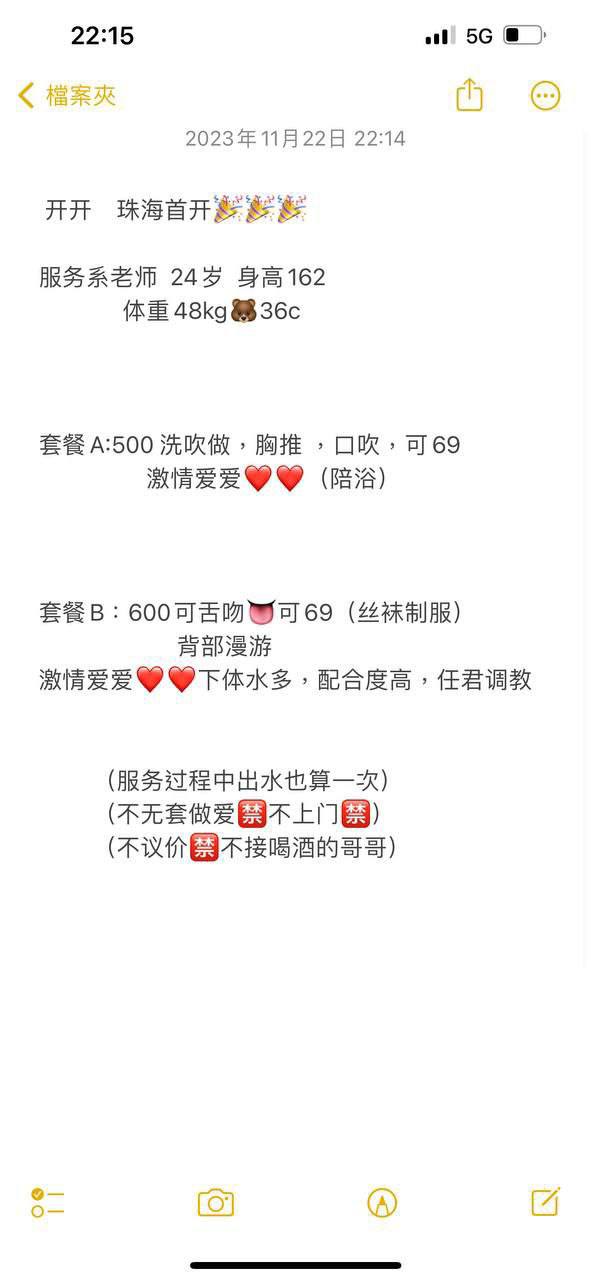 22:15
5G
檔案夾
2023年11月22日 22:14
开开 珠海首开🎉🎉🎉
服务系老师 24岁 身高162
体重48kg🐻36c
套餐A:500 洗吹做，胸推 ，口吹，可69
激情爱爱❤️❤️（陪浴）
套餐B：600可舌吻👅可69（丝袜制服）
背部漫游
激情爱爱❤️❤️下体水多，配合度高，任君调教
（服务过程中出水也算一次）
（不无套做爱🈲不上门🈲）
（不议价🈲不接喝酒的哥哥）